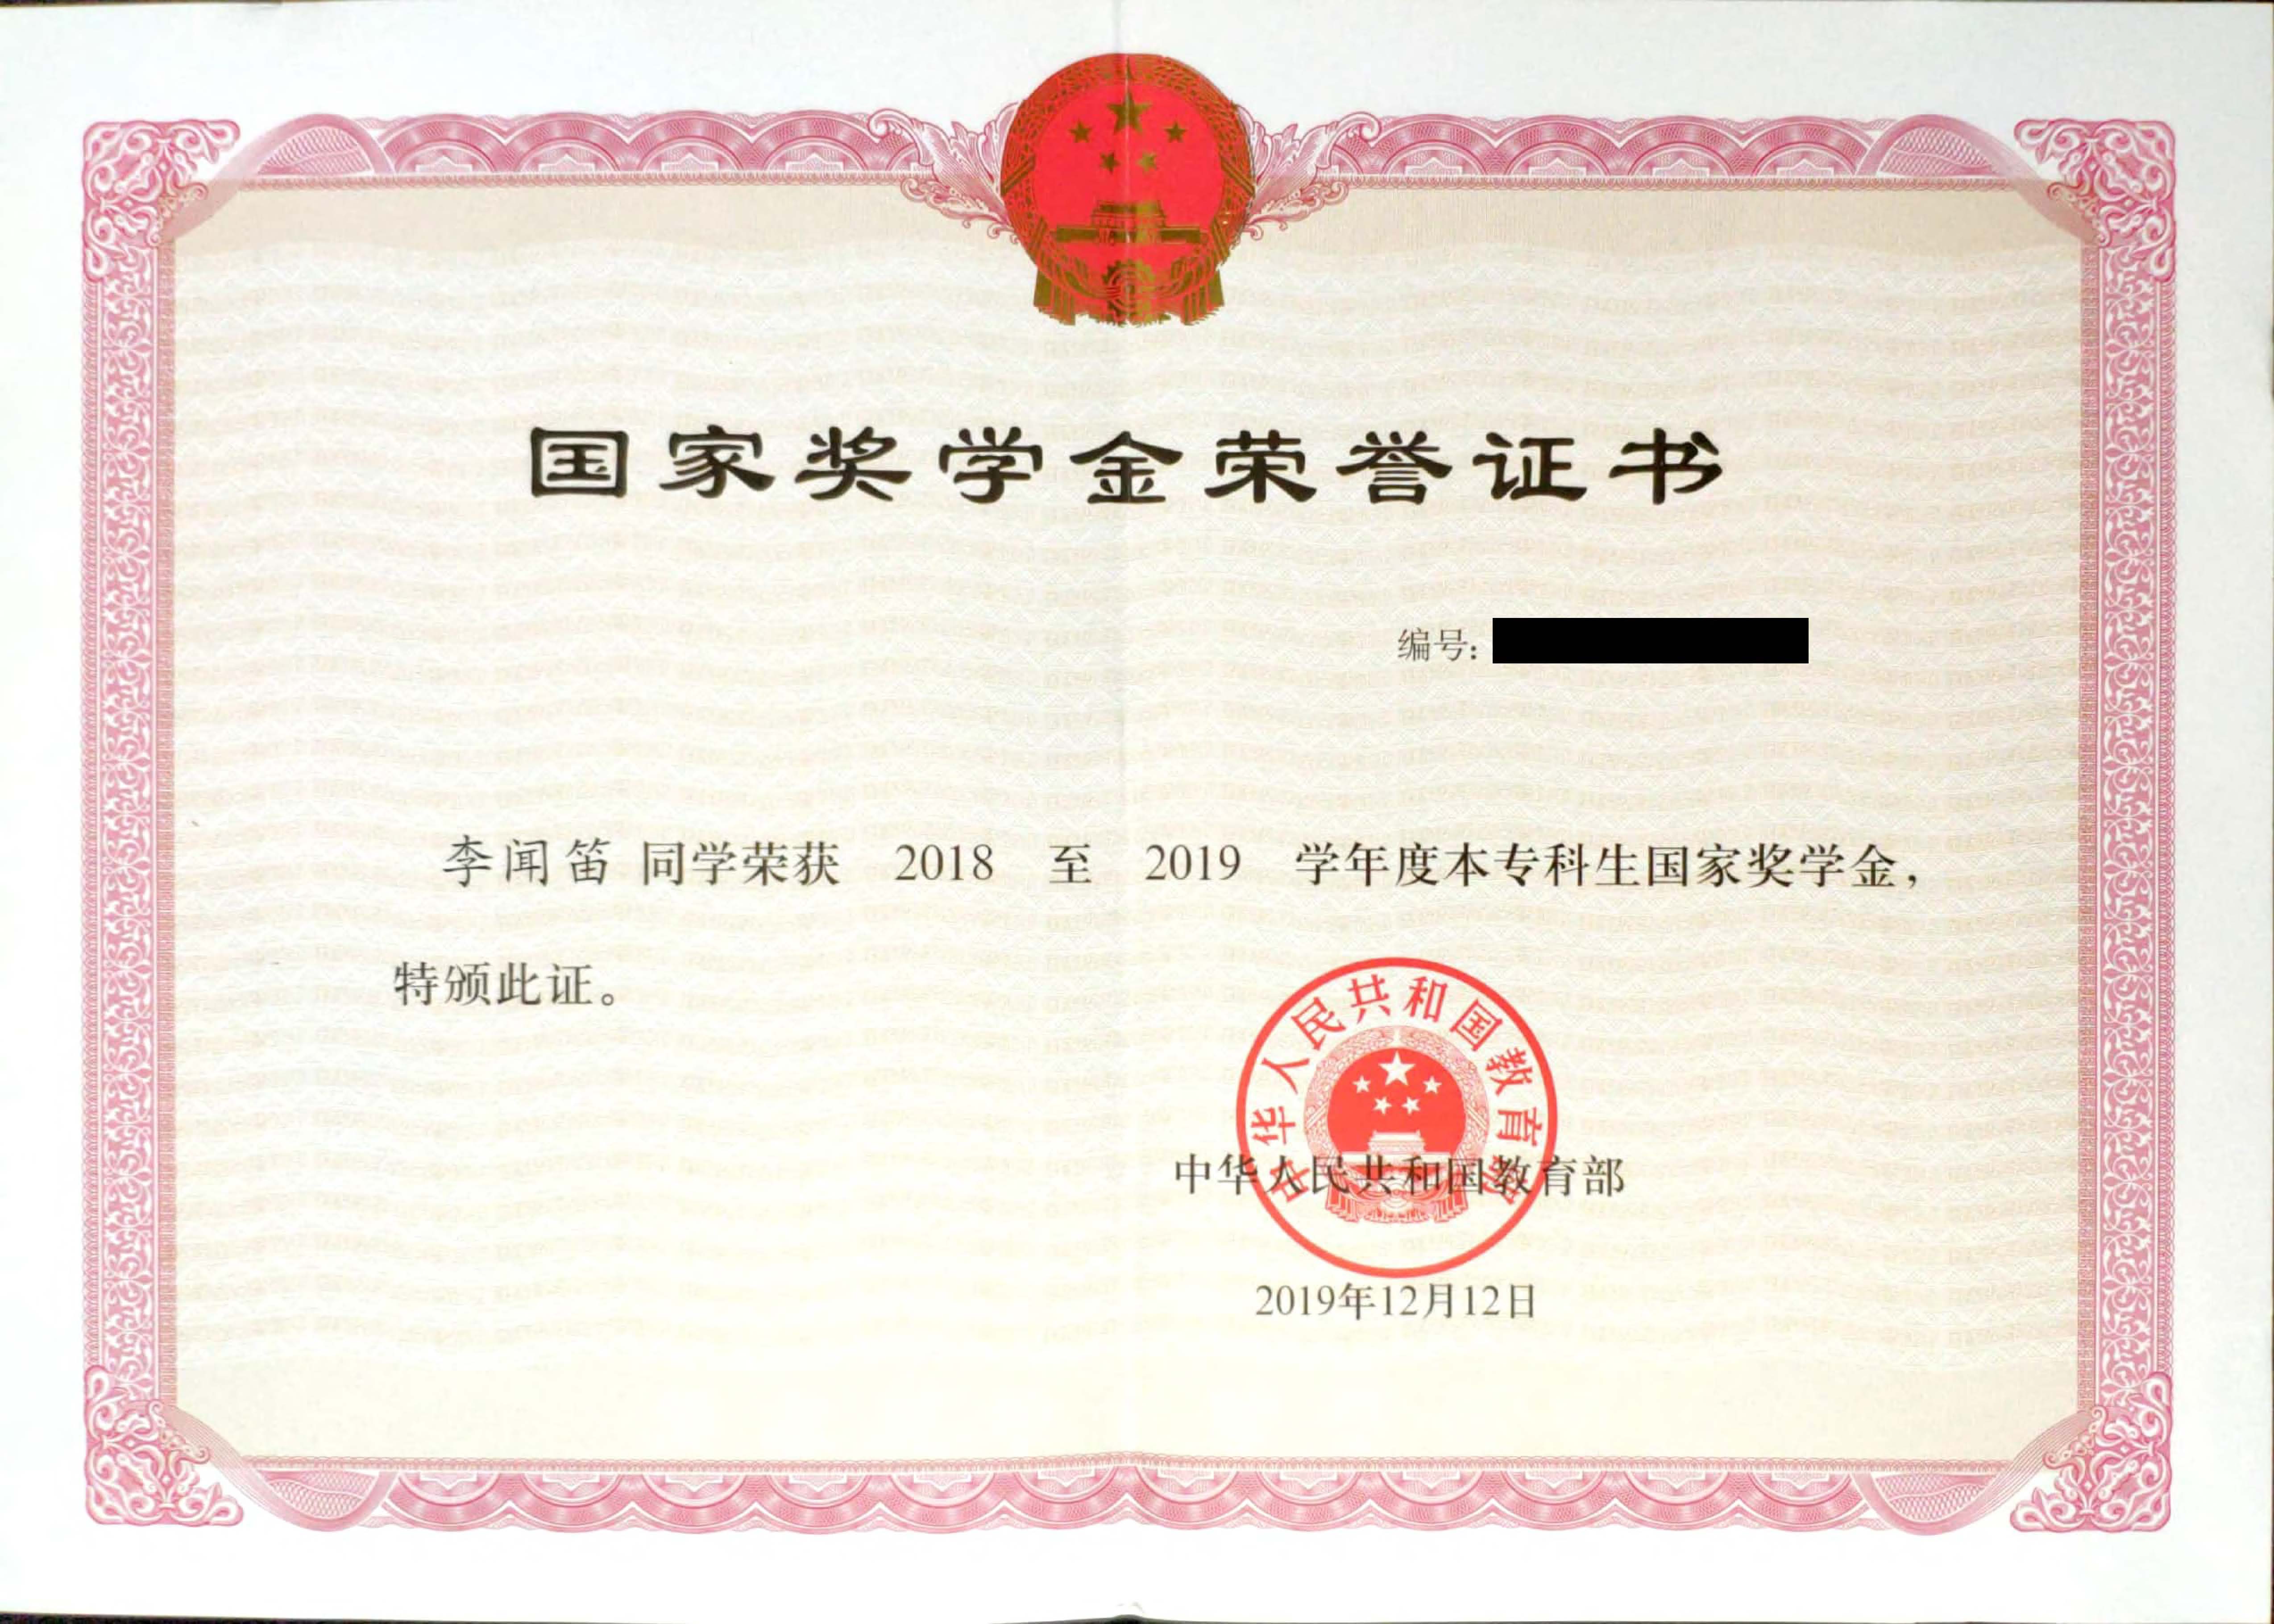 国家奖学金荣誉证书
编号:
李闻笛 同学荣获 2018 至 2019 学年度本专科生国家奖学金，
特颁此证。
中华人民共和国教育部
中华人民共和国教育部
2019年12月12日